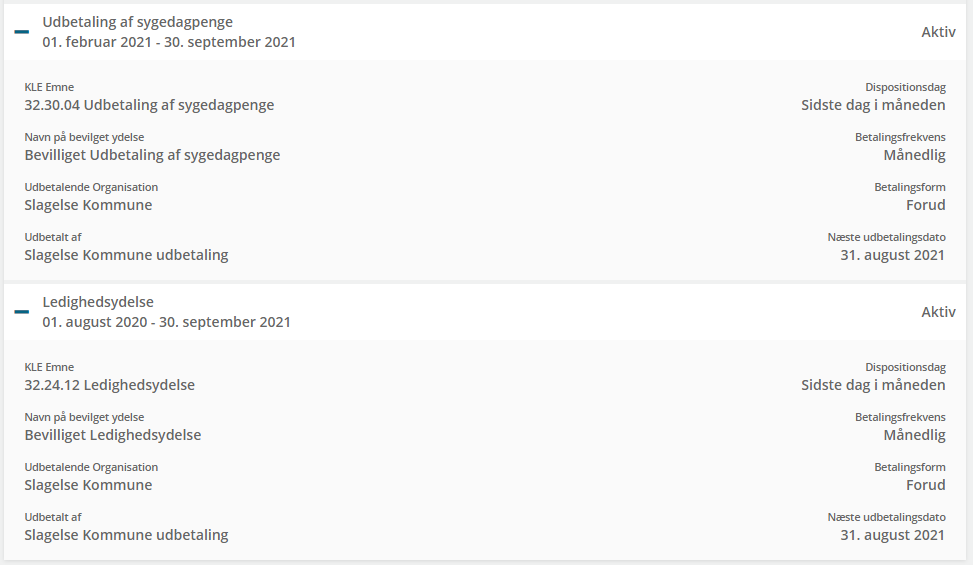 Udbetaling af sygedagpenge
01. februar 2021 - 30. september 2021
Aktiv
KLE Emne
32.30.04 Udbetaling af sygedagpenge
Dispositionsdag
Sidste dag i måneden
Navn på bevilget ydelse
Bevilliget Udbetaling af sygedagpenge
Betalingsfrekvens
Månedlig
Udbetalende Organisation
Slagelse Kommune
Betalingsform
Forud
Udbetalt af
Slagelse Kommune udbetaling
Næste udbetalingsdato
31. august 2021
Ledighedsydelse
01. august 2020 - 30. september 2021
Aktiv
KLE Emne
32.24.12 Ledighedsydelse
Dispositionsdag
Sidste dag i måneden
Navn på bevilget ydelse
Bevilliget Ledighedsydelse
Betalingsfrekvens
Månedlig
Udbetalende Organisation
Slagelse Kommune
Betalingsform
Forud
Udbetalt af
Slagelse Kommune udbetaling
Næste udbetalingsdato
31. august 2021